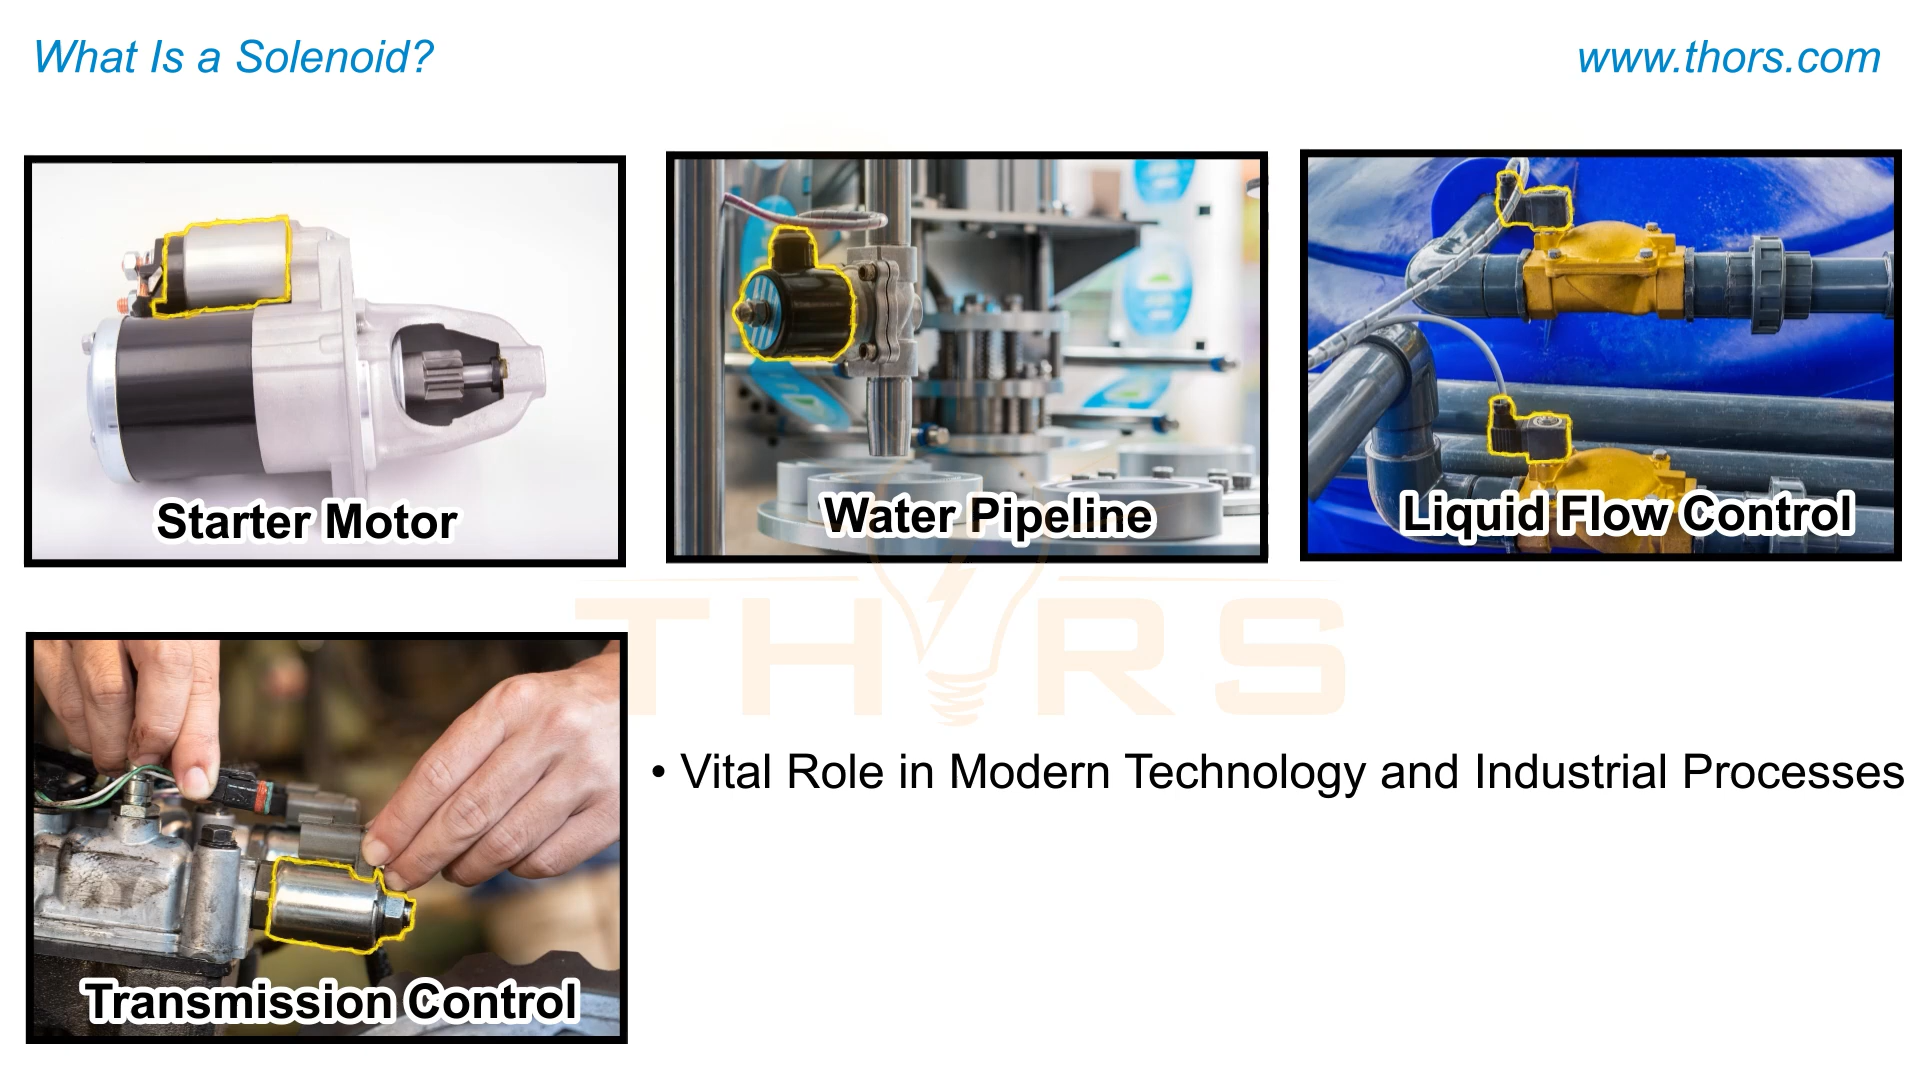 What Is a Solenoid?
www.thors.com
Starter Motor
Water Pipeline
Liquid Flow Control
THORS
Transmission Control
• Vital Role in Modern Technology and Industrial Processes